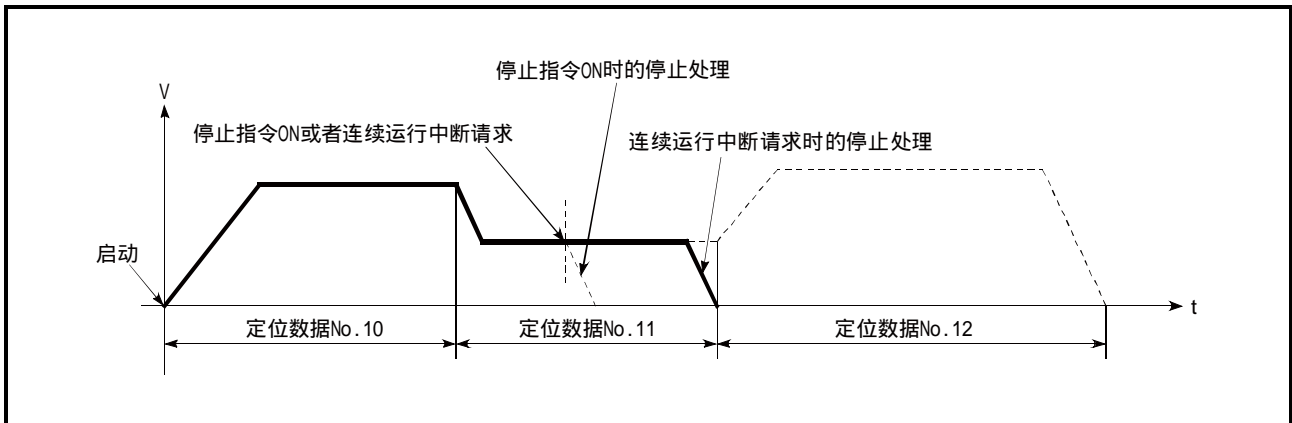 停止指令ON时的停止处理
V
停止指令ON或者连续运行中断请求
连续运行中断请求时的停止处理
启动
t
定位数据No.10
定位数据No.11
定位数据No.12